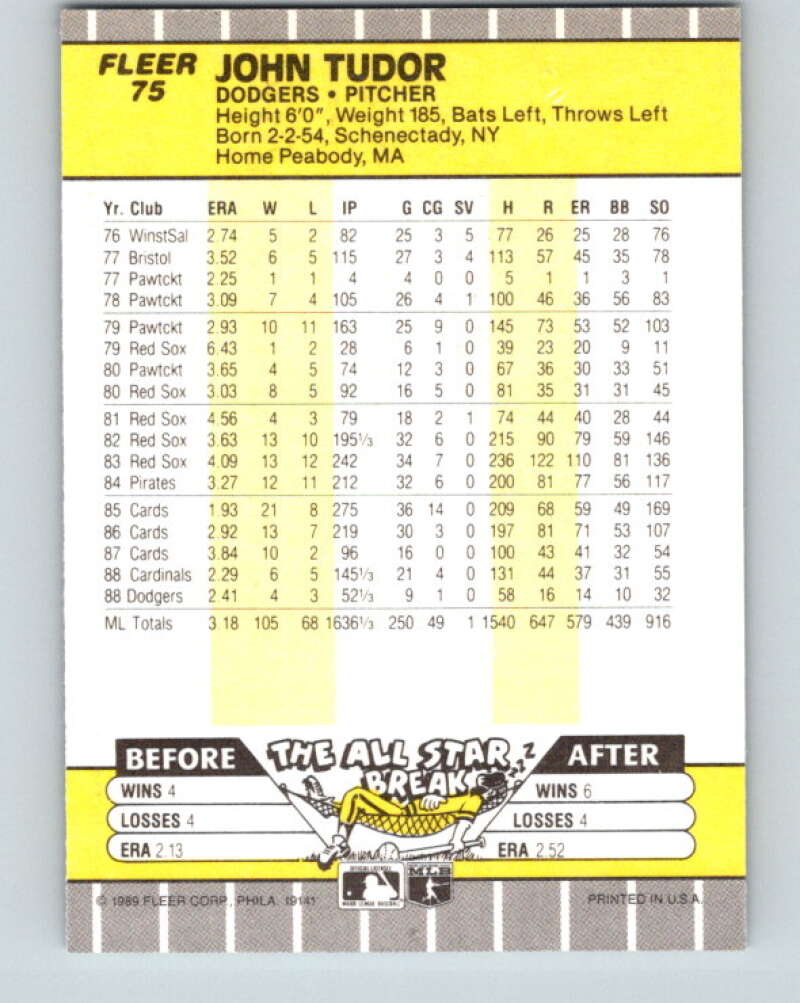 FLEER
75
JOHN TUDOR
DODGERS • PITCHER
Height 6'0", Weight 185, Bats Left, Throws Left
Born 2-2-54, Schenectady, NY
Home Peabody, MA
Yr. Club ERA W L IP G CG SV H R ER BB SO
76 WinstSal 2.74 5 2 82 25 3 5 77 26 25 28 76
77 Bristol 3.52 6 5 115 27 3 4 113 57 45 35 78
77 Pawtckt 2.25 1 1 4 4 0 0 5 1 1 3 1
78 Pawtckt 3.09 7 4 105 26 4 1 100 46 36 56 83
79 Pawtckt 2.93 10 11 163 25 9 0 145 73 53 52 103
79 Red Sox 6.43 1 2 28 6 1 0 39 23 20 9 11
80 Pawtckt 3.65 4 5 74 12 3 0 67 36 30 33 51
80 Red Sox 3.03 8 5 92 16 5 0 81 35 31 31 45
81 Red Sox 4.56 4 3 79 18 2 1 74 44 40 28 44
82 Red Sox 3.63 13 10 195⅓ 32 6 0 215 90 79 59 146
83 Red Sox 4.09 13 12 242 34 7 0 236 122 110 81 136
84 Pirates 3.27 12 11 212 32 6 0 200 81 77 56 117
85 Cards 1.93 21 8 275 36 14 0 209 68 59 49 169
86 Cards 2.92 13 7 219 30 3 0 197 81 71 53 107
87 Cards 3.84 10 2 96 16 0 0 100 43 41 32 54
88 Cardinals 2.29 6 5 145⅓ 21 4 0 131 44 37 31 55
88 Dodgers 2.41 4 3 52⅓ 9 1 0 58 16 14 10 32
ML Totals 3.18 105 68 1636⅓ 250 49 1 1540 647 579 439 916
BEFORE THE ALL STAR BREAK ZZZ AFTER
WINS 4 WINS 6
LOSSES 4 LOSSES 4
ERA 2.13 ERA 2.52
MLB
© 1989 FLEER CORP., PHILA. 19141 PRINTED IN U.S.A.